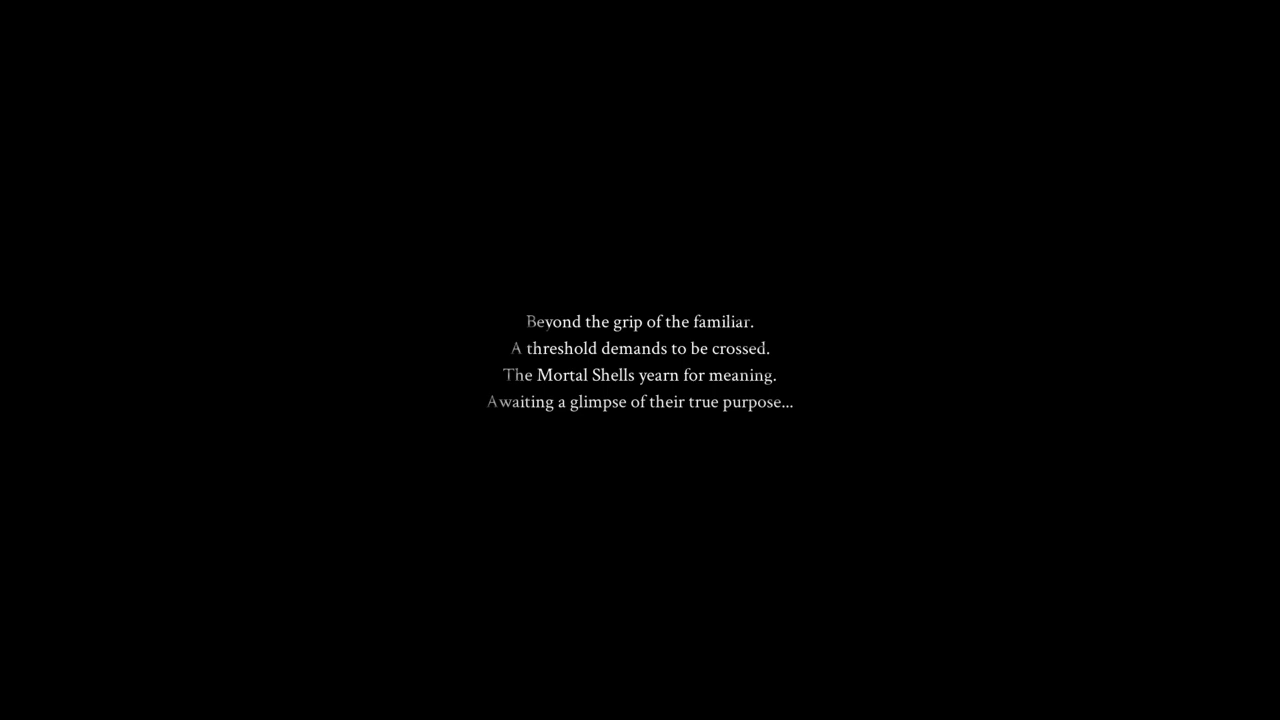 Beyond the grip of the familiar.
A threshold demands to be crossed.
The Mortal Shells yearn for meaning.
Awaiting a glimpse of their true purpose...